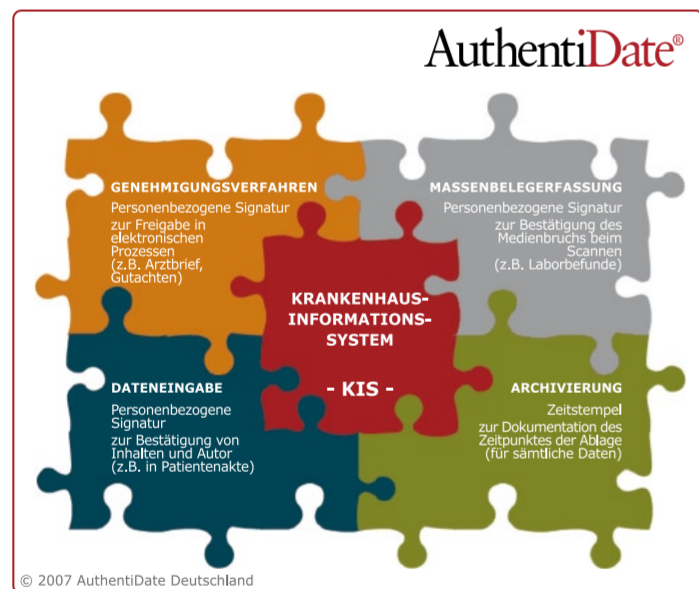 AuthentiDate®
GENEHMIGUNGSVERFAHREN
Personenbezogene Signatur
zur Freigabe in
elektronischen
Prozessen
(z.B. Arztbrief,
Gutachten)
MASSENBELEGERFASSUNG
Personenbezogene Signatur
zur Bestätigung des
Medienbruchs beim
Scannen
(z.B. Laborbefunde)
KRANKENHAUS-
INFORMATIONS-
SYSTEM
- KIS -
DATENEINGABE
Personenbezogene
Signatur
zur Bestätigung von
Inhalten und Autor
(z.B. in Patientenakte)
ARCHIVIERUNG
Zeitstempel
zur Dokumentation des
Zeitpunktes der Ablage
(für sämtliche Daten)
© 2007 AuthentiDate Deutschland